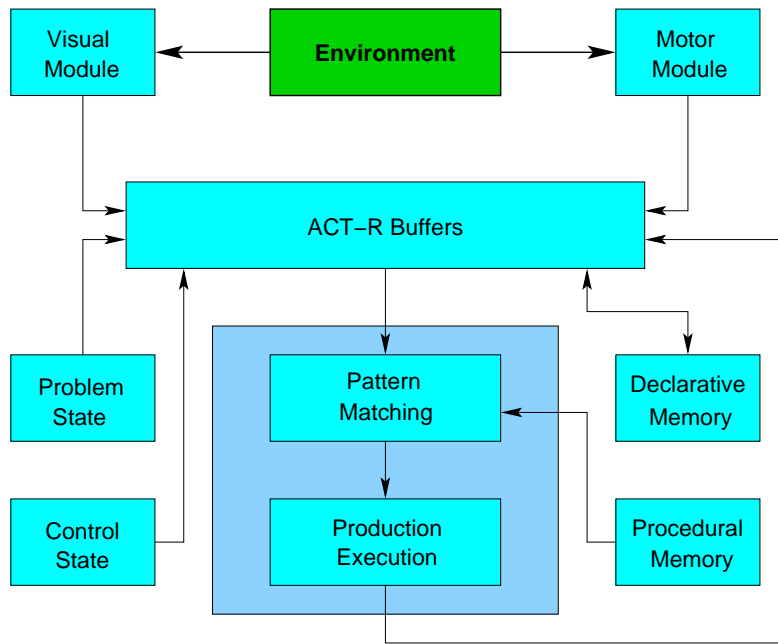 Visual
Module
Environment
Motor
Module
ACT−R Buffers
Problem
State
Pattern
Matching
Declarative
Memory
Control
State
Production
Execution
Procedural
Memory